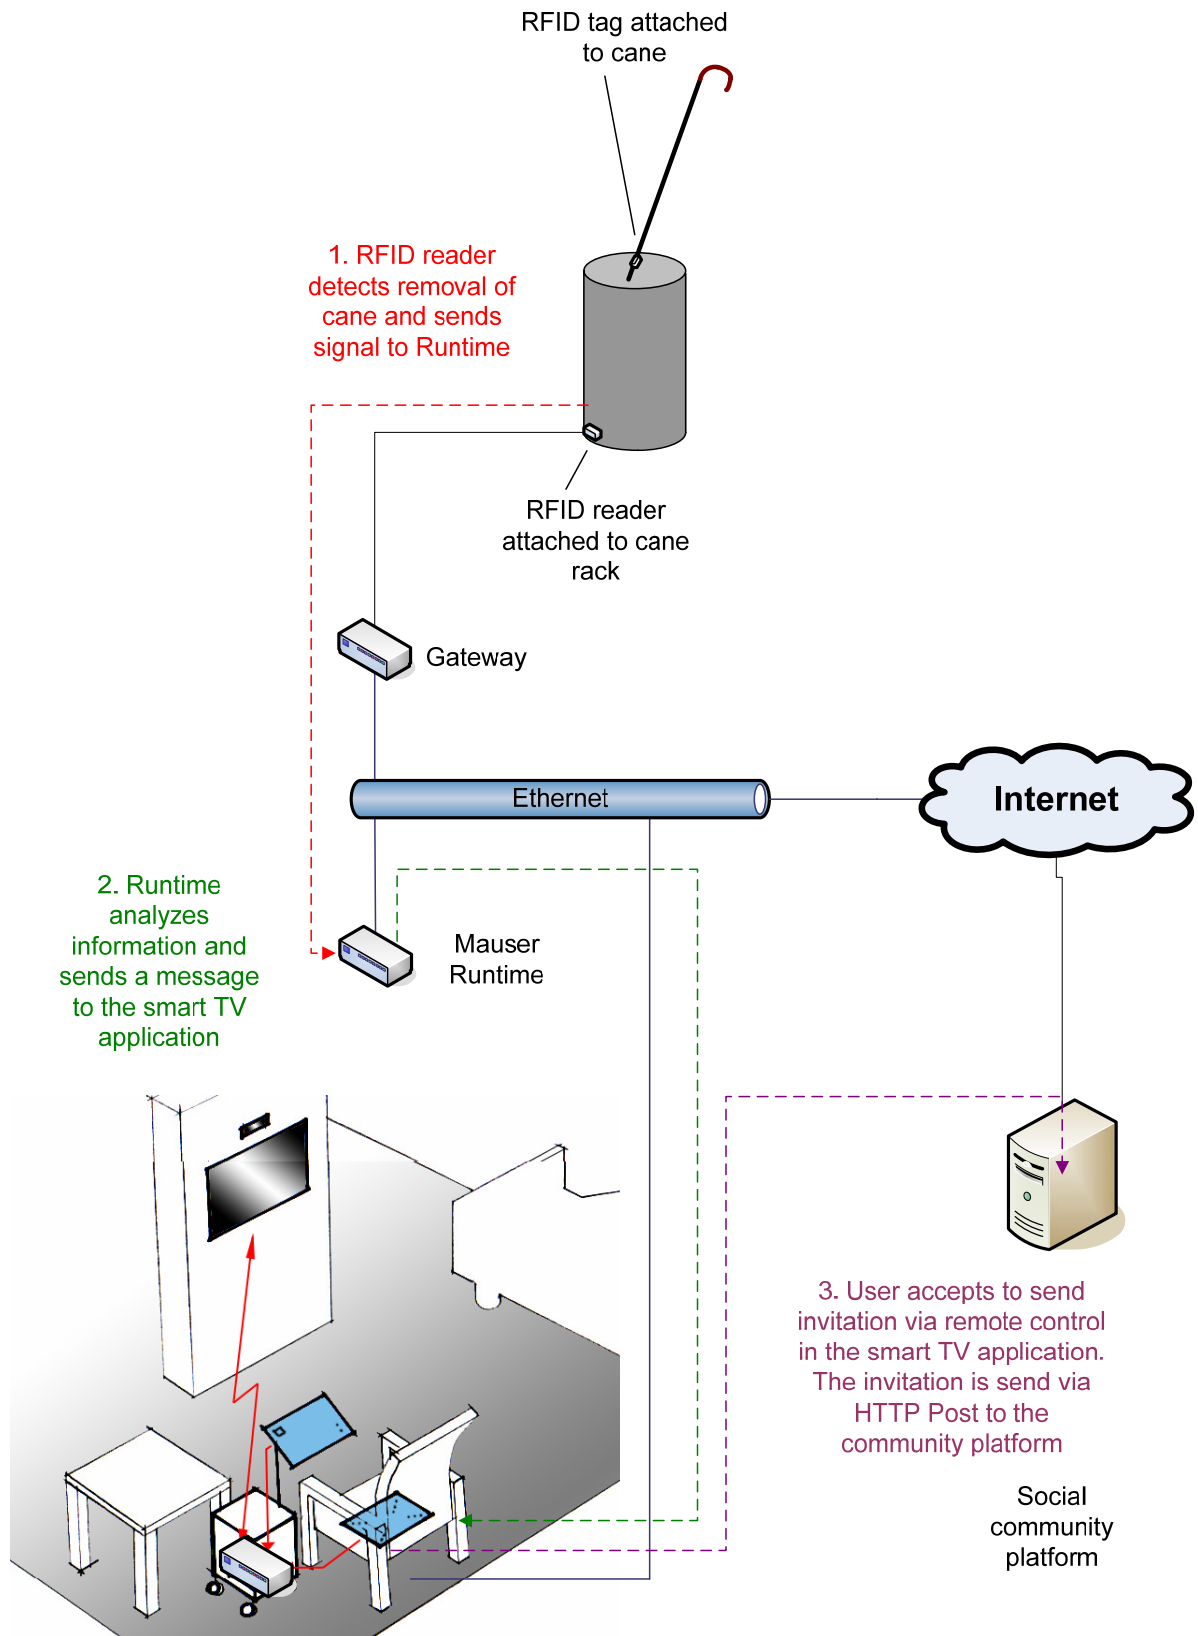 RFID tag attached
to cane
1. RFID reader
detects removal of
cane and sends
signal to Runtime
RFID reader
attached to cane
rack
Gateway
Ethernet
Internet
2. Runtime
analyzes
information and
sends a message
to the smart TV
application
Mauser
Runtime
3. User accepts to send
invitation via remote control
in the smart TV application.
The invitation is send via
HTTP Post to the
community platform
Social
community
platform